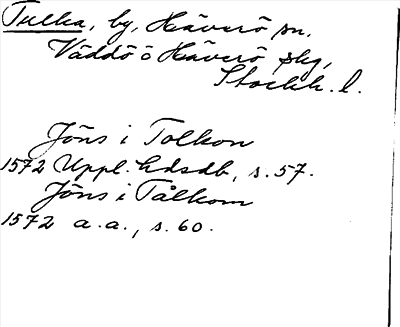 Tulka, by, Häverö sn,
Väddö o Häverö skg,
Stockh. l.
Jöns i Tolkon
1572 Uppl. hdsdb, s. 57.
Jöns i Tålkom
1572 a.a., s. 60.